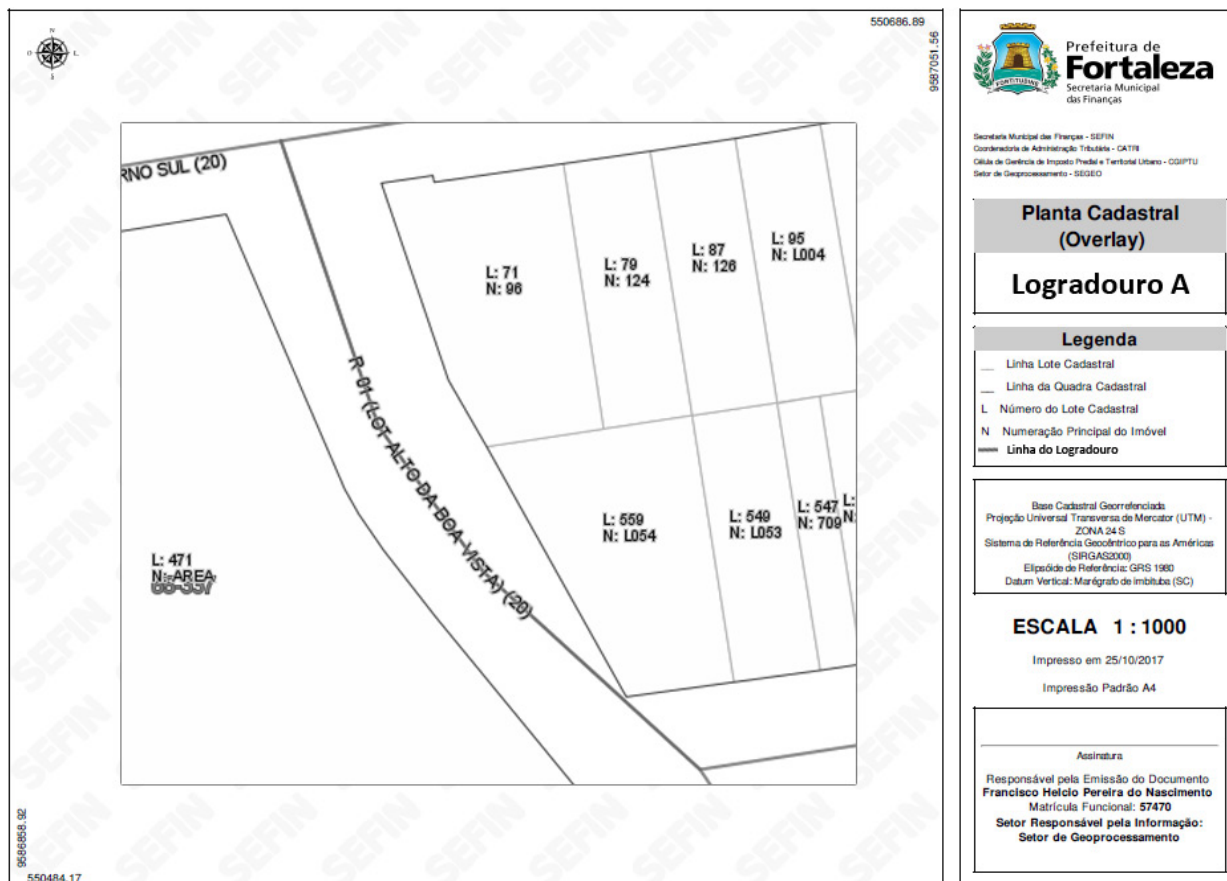 550686.89
9587051.56
N
O
L
S
RNO SUL (20)
R 01 (LOT ALTO DA BOA VISTA) (20)
L: 71
N: 96
L: 79
N: 124
L: 87
N: 126
L: 95
N: L004
L: 559
N: L054
L: 549
N: L053
L: 547
N: 709
L:
N:
L: 471
N: AREA
9586858.92
550484.17
SEFIN
Prefeitura de
Fortaleza
Secretaria Municipal
das Finanças
FORTITUDINE
Secretaria Municipal das Finanças - SEFIN
Coordenadoria de Administração Tributária - CATRI
Célula de Gerência de Imposto Predial e Territorial Urbano - CGIPTU
Setor de Geoprocessamento - SEGEO
Planta Cadastral
(Overlay)
Logradouro A
Legenda
Linha Lote Cadastral
Linha da Quadra Cadastral
L Número do Lote Cadastral
N Numeração Principal do Imóvel
Linha do Logradouro
Base Cadastral Georrefenciada
Projeção Universal Transversa de Mercator (UTM) -
ZONA 24 S
Sistema de Referência Geocêntrico para as Américas
(SIRGAS2000)
Elipsóide de Referência: GRS 1980
Datum Vertical: Marégrafo de Imbituba (SC)
ESCALA 1 : 1000
Impresso em 25/10/2017
Impressão Padrão A4
Assinatura
Responsável pela Emissão do Documento
Francisco Helcio Pereira do Nascimento
Matrícula Funcional: 57470
Setor Responsável pela Informação:
Setor de Geoprocessamento